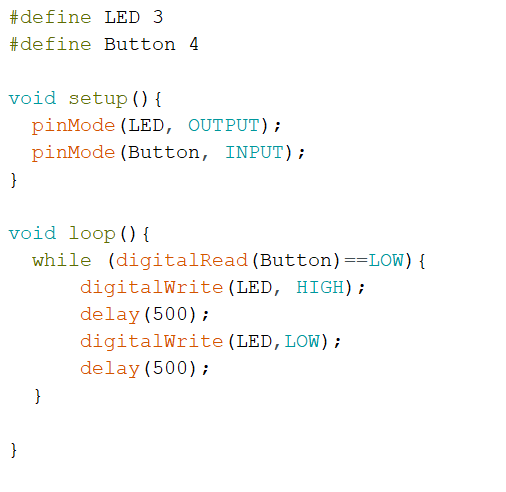 #define LED 3
#define Button 4
void setup(){
pinMode(LED, OUTPUT);
pinMode(Button, INPUT);
}
void loop(){
while (digitalRead(Button)==LOW){
digitalWrite(LED, HIGH);
delay(500);
digitalWrite(LED,LOW);
delay(500);
}
}